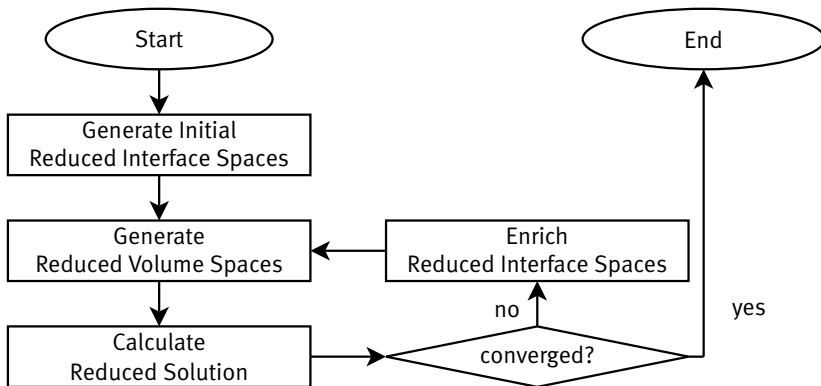 Start
End
Generate Initial
Reduced Interface Spaces
Generate
Reduced Volume Spaces
Enrich
Reduced Interface Spaces
no
yes
Calculate
Reduced Solution
converged?